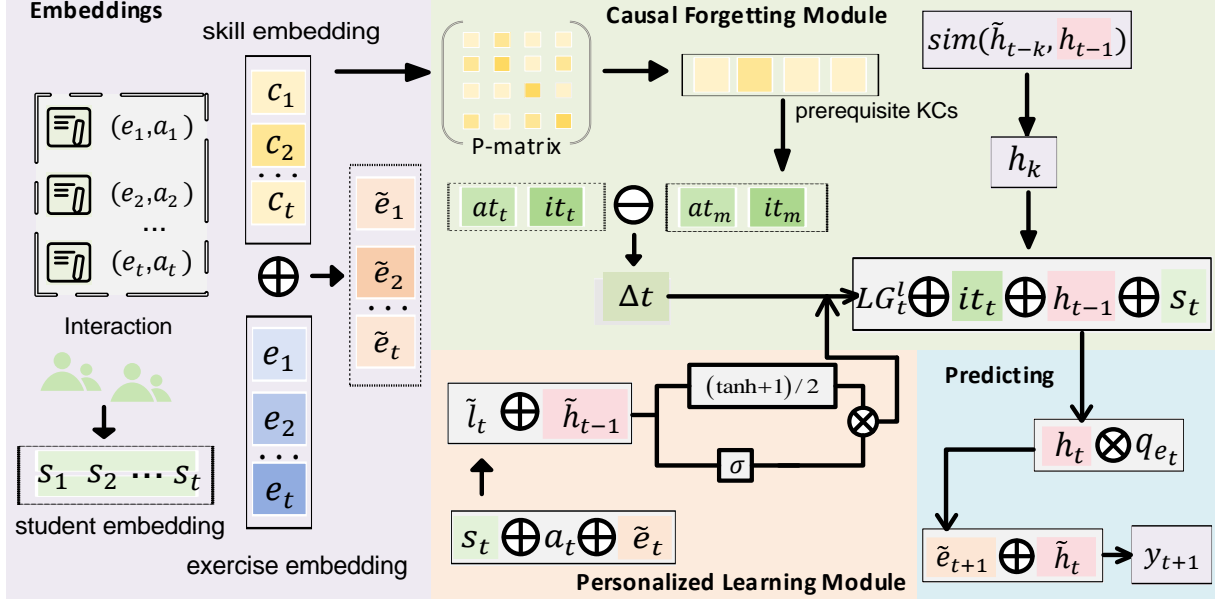 Embeddings
skill embedding
(e₁,a₁)
(e₂,a₂)
...
(eₜ,aₜ)
Interaction
c₁
c₂
...
cₜ
⊕
e₁
e₂
...
eₜ
exercise embedding
ẽ₁
ẽ₂
...
ẽₜ
s₁ s₂ ⋯ sₜ
student embedding
Causal Forgetting Module
P-matrix
prerequisite KCs
atₜ itₜ ⊖ atₘ itₘ
Δt
sim(h̃ₜ₋ₖ, hₜ₋₁)
hₖ
LGₜˡ ⊕ itₜ ⊕ hₜ₋₁ ⊕ sₜ
l̃ₜ ⊕ h̃ₜ₋₁
(tanh+1)/2
⊗
σ
sₜ ⊕ aₜ ⊕ ẽₜ
Personalized Learning Module
Predicting
hₜ ⊗ q_{eₜ}
ẽₜ₊₁ ⊕ h̃ₜ
yₜ₊₁